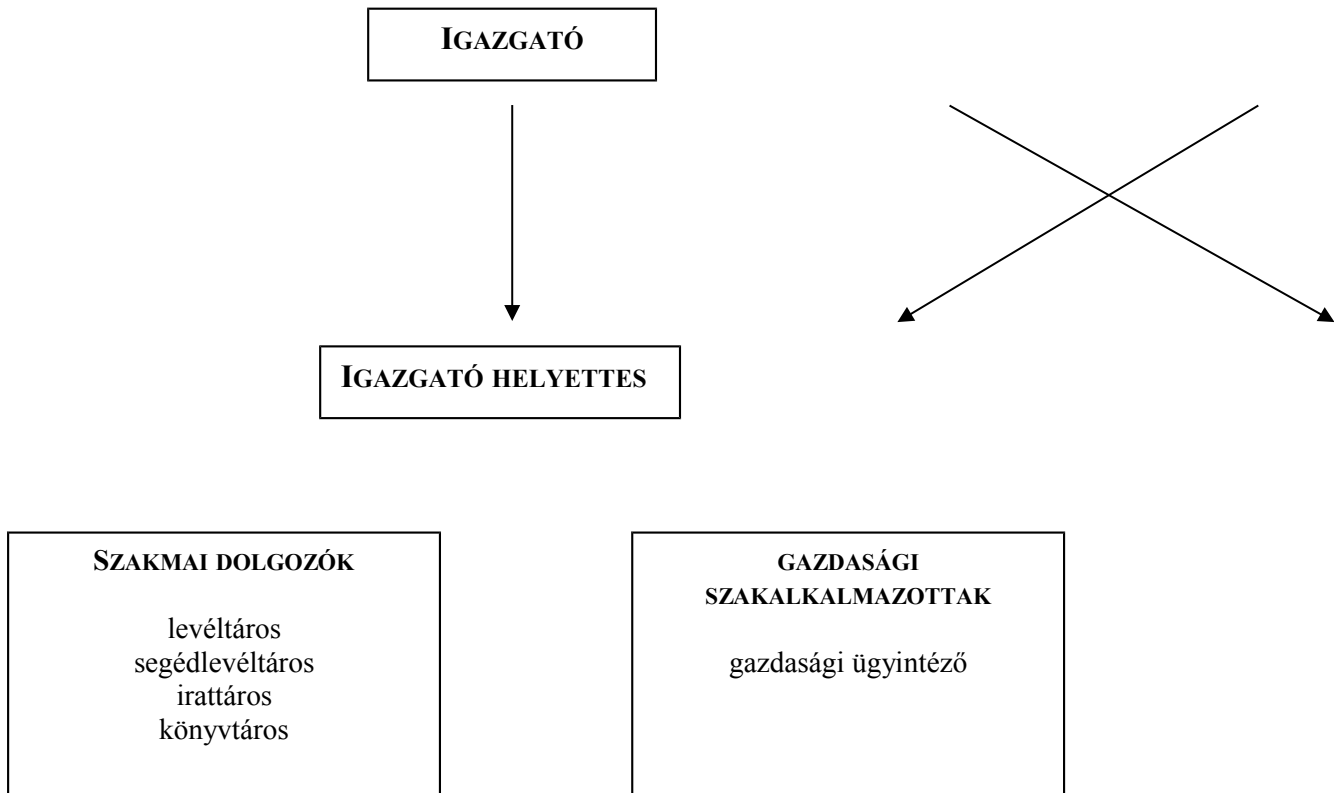 IGAZGATÓ
IGAZGATÓ HELYETTES
SZAKMAI DOLGOZÓK
levéltáros
segédlevéltáros
irattáros
könyvtáros
GAZDASÁGI
SZAKALKALMAZOTTAK
gazdasági ügyintéző